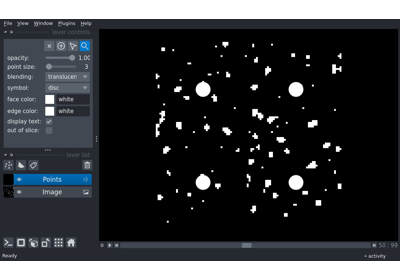 File View Window Plugins Help
layer controls
opacity: 1.00
point size: 3
blending: translucen
symbol: disc
face color: white
edge color: white
display text:
out of slice:
layer list
Points
Image
0 50 99
Ready activity